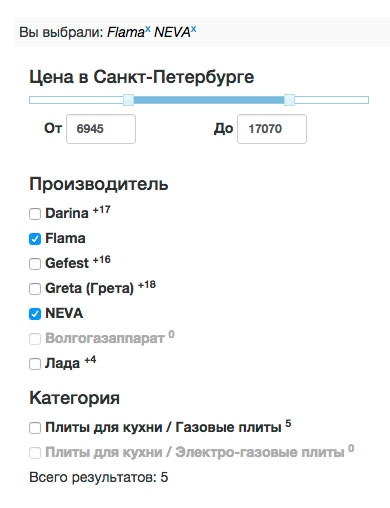 Вы выбрали: Flamax NEVAx
Цена в Санкт-Петербурге
От 6945 До 17070
Производитель
Darina +17
Flama
Gefest +16
Greta (Грета) +18
NEVA
Волгогазаппарат 0
Лада +4
Категория
Плиты для кухни / Газовые плиты 5
Плиты для кухни / Электро-газовые плиты 0
Всего результатов: 5